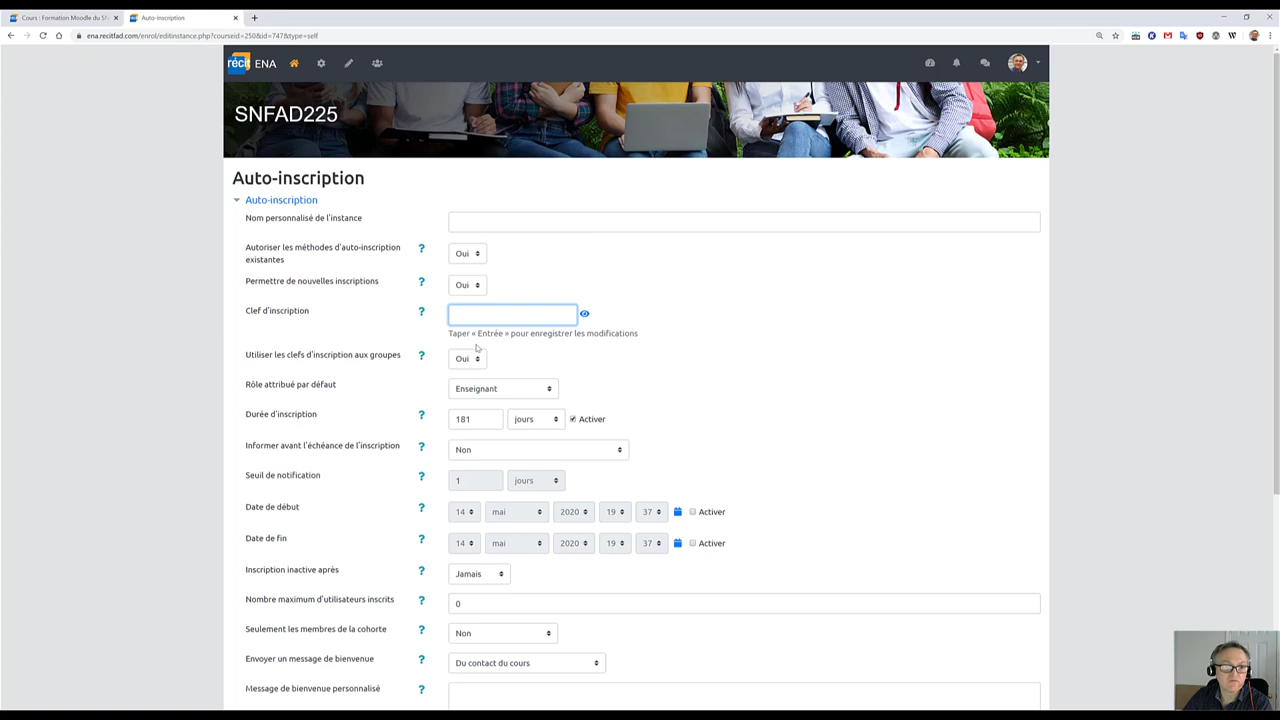 Cours : Formation Moodle du SN
Auto-inscription
ena.recitfad.com/enrol/editinstance.php?courseid=250&id=747&type=self
récit ENA
SNFAD225
Auto-inscription
Auto-inscription
Nom personnalisé de l'instance
Autoriser les méthodes d'auto-inscription existantes ? Oui
Permettre de nouvelles inscriptions ? Oui
Clef d'inscription ?
Taper « Entrée » pour enregistrer les modifications
Utiliser les clefs d'inscription aux groupes ? Oui
Rôle attribué par défaut ? Enseignant
Durée d'inscription ? 181 jours Activer
Informer avant l'échéance de l'inscription ? Non
Seuil de notification ? 1 jours
Date de début ? 14 mai 2020 19 37 Activer
Date de fin ? 14 mai 2020 19 37 Activer
Inscription inactive après ? Jamais
Nombre maximum d'utilisateurs inscrits ? 0
Seulement les membres de la cohorte ? Non
Envoyer un message de bienvenue ? Du contact du cours
Message de bienvenue personnalisé ?